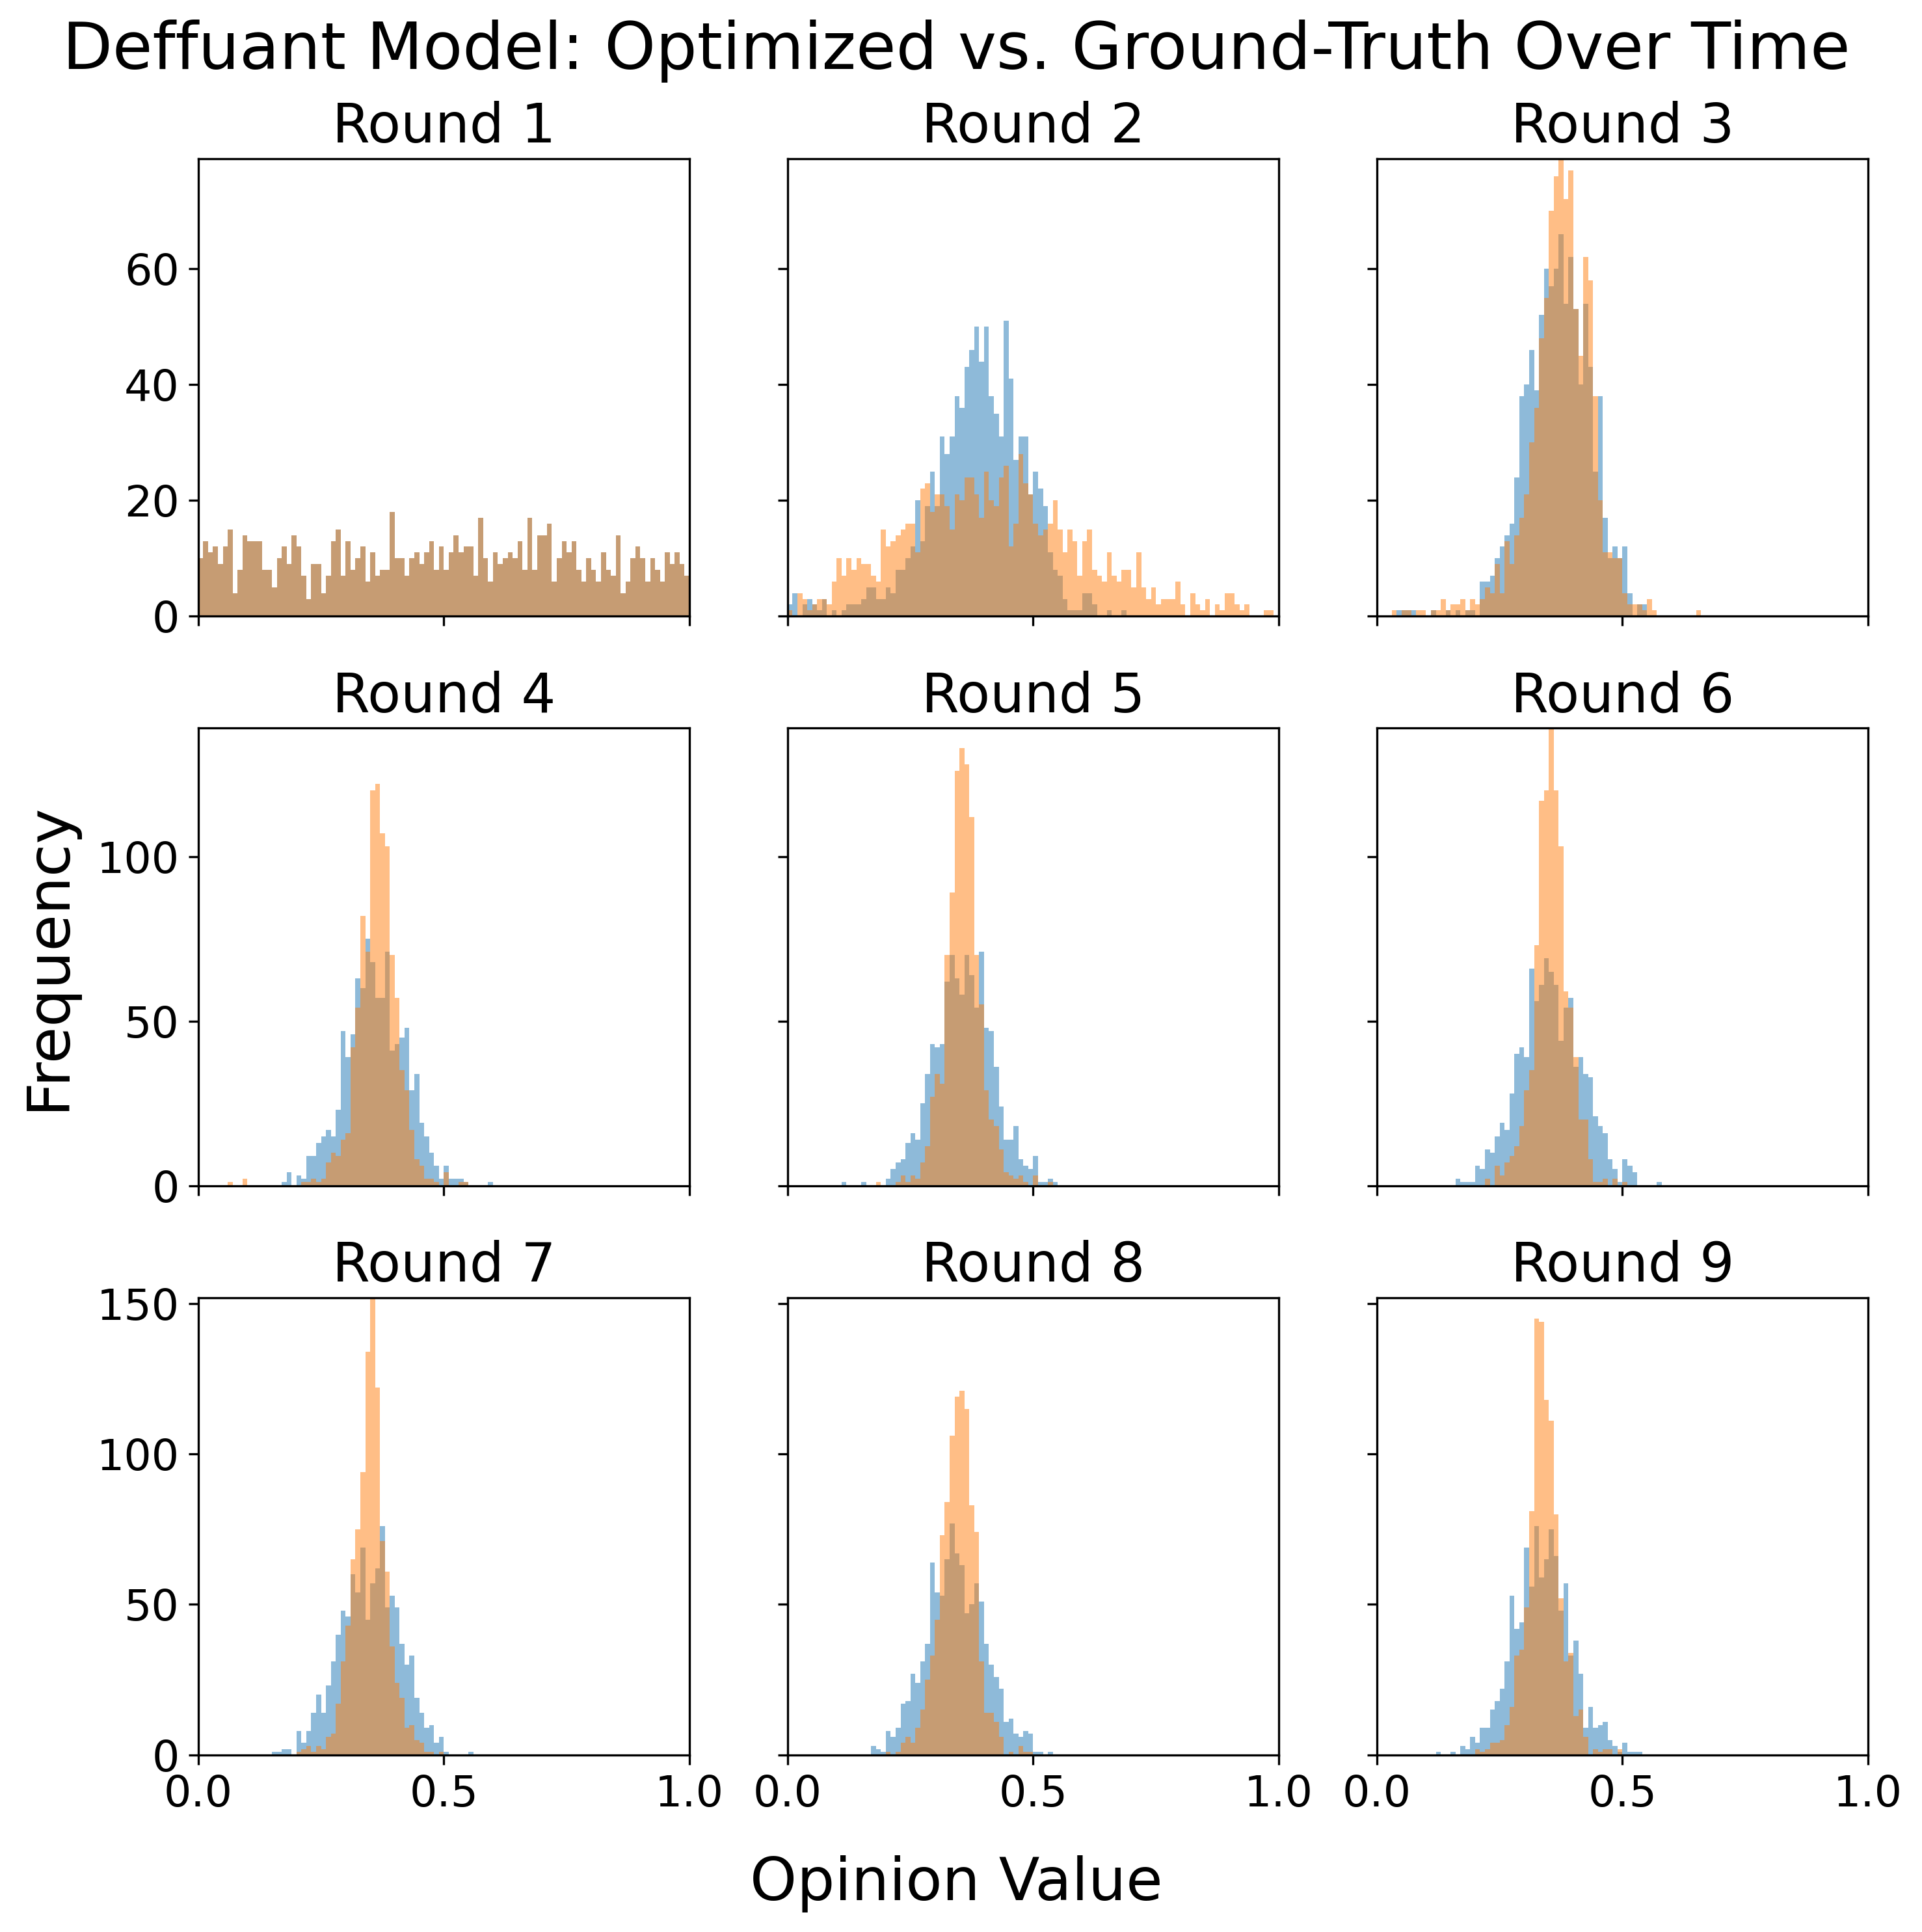 Deffuant Model: Optimized vs. Ground-Truth Over Time
Round 1
Round 2
Round 3
60
40
20
0
Round 4
Round 5
Round 6
100
50
0
Frequency
Round 7
Round 8
Round 9
150
100
50
0
0.0 0.5 1.0 0.0 0.5 1.0 0.0 0.5 1.0
Opinion Value